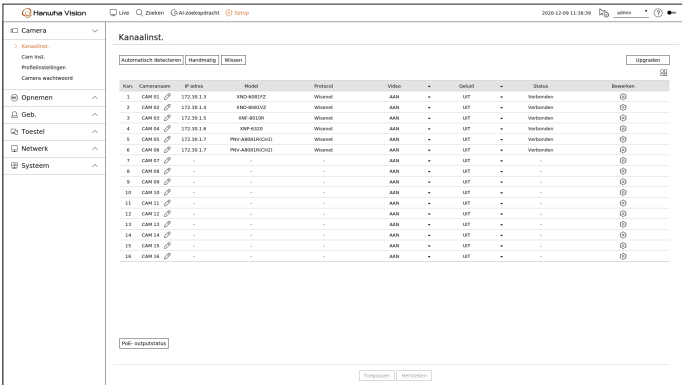 Hanwha Vision
Live Zoeken AI-zoekopdracht Setup 2020-12-09 11:38:39 admin
Camera
Kanaalinst.
Cam Inst.
Profielinstellingen
Camera wachtwoord
Opnemen
Geb.
Toestel
Netwerk
Systeem
Kanaalinst.
Automatisch detecteren Handmatig Wissen Upgraden
Kan. Cameranaam IP adres Model Protocol Video Geluid Status Bewerken
1 CAM 01 172.30.1.3 XND-6081FZ Wisenet AAN UIT Verbonden
2 CAM 02 172.30.1.4 XND-8081VZ Wisenet AAN UIT Verbonden
3 CAM 03 172.30.1.5 XNF-8010R Wisenet AAN UIT Verbonden
4 CAM 04 172.30.1.6 XNP-6320 Wisenet AAN UIT Verbonden
5 CAM 05 172.30.1.7 PNV-A8081R(CH1) Wisenet AAN UIT Verbonden
6 CAM 06 172.30.1.7 PNV-A8081R(CH2) Wisenet AAN UIT Verbonden
7 CAM 07 - - AAN UIT -
8 CAM 08 - - AAN UIT -
9 CAM 09 - - AAN UIT -
10 CAM 10 - - AAN UIT -
11 CAM 11 - - AAN UIT -
12 CAM 12 - - AAN UIT -
13 CAM 13 - - AAN UIT -
14 CAM 14 - - AAN UIT -
15 CAM 15 - - AAN UIT -
16 CAM 16 - - AAN UIT -
PoE- outputstatus
Toepassen Herstellen